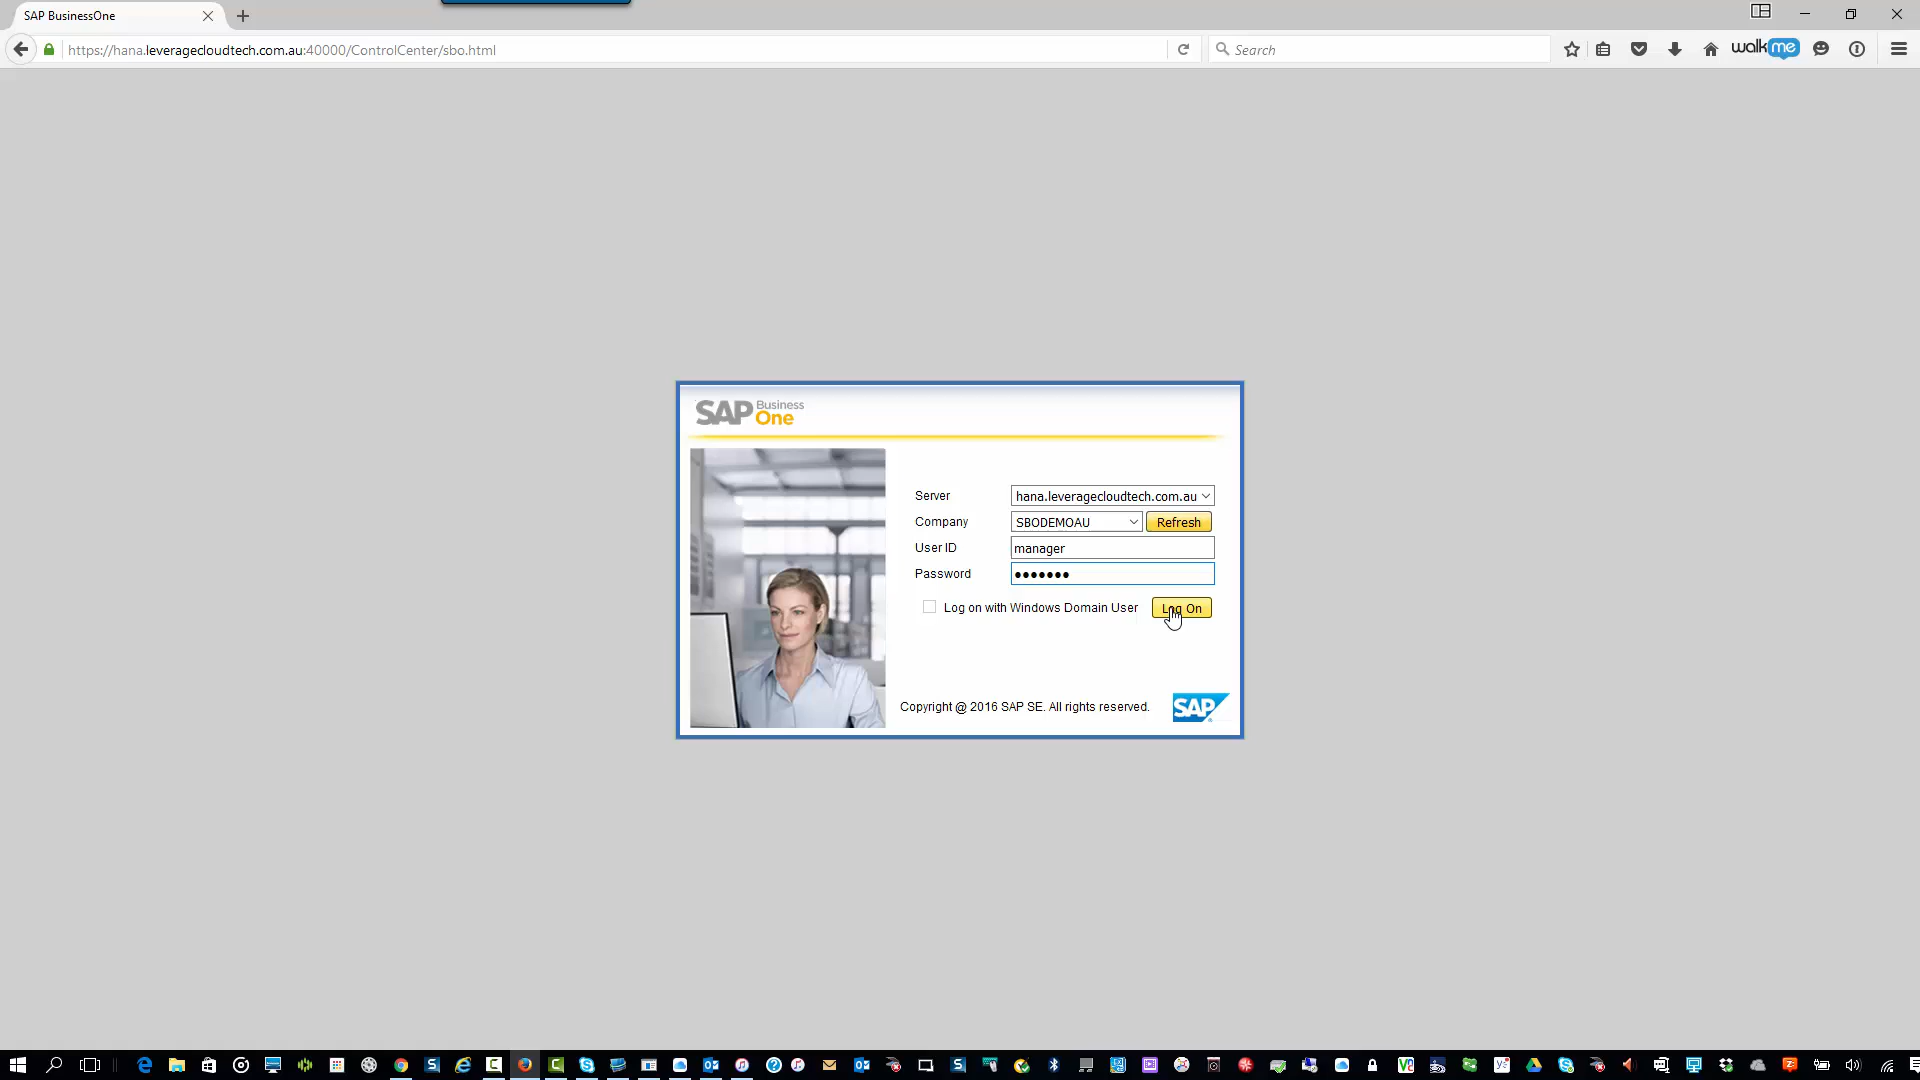 SAP BusinessOne
https://hana.leveragecloudtech.com.au:40000/ControlCenter/sbo.html
Search
walkme
SAP Business One
Server
hana.leveragecloudtech.com.au
Company
SBODEMOAU
Refresh
User ID
manager
Password
Log on with Windows Domain User
Log On
Copyright @ 2016 SAP SE. All rights reserved.
SAP